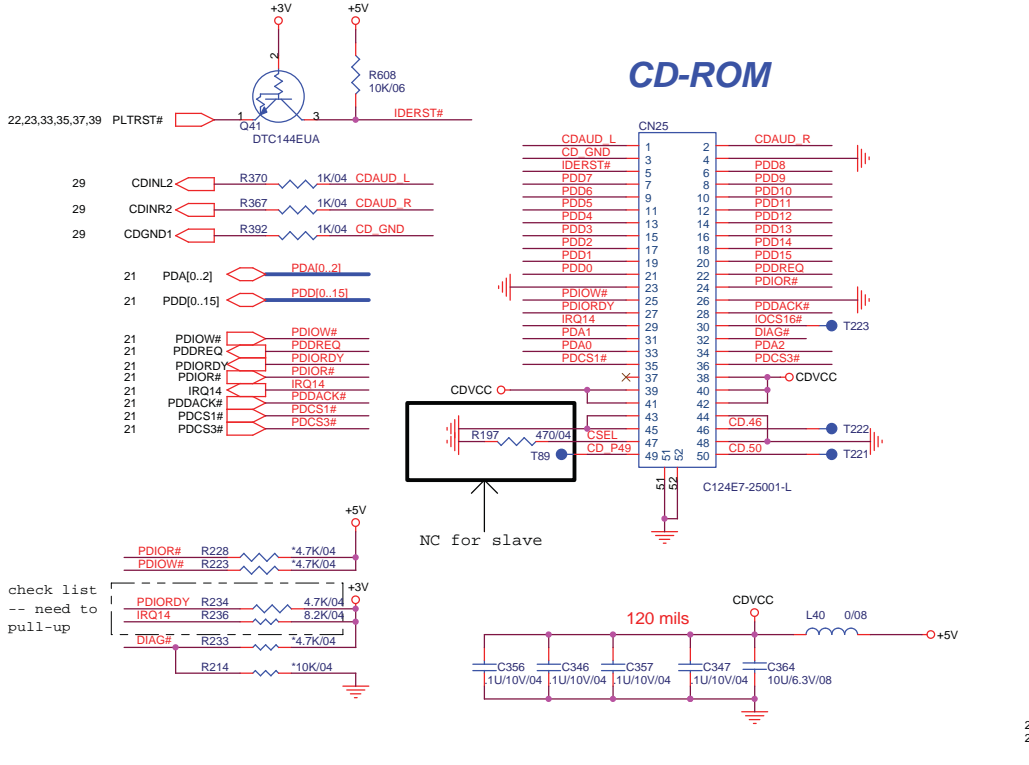 +3V
+5V
2
R608
10K/06
CD-ROM
22,23,33,35,37,39 PLTRST#
1
3
IDERST#
Q41
DTC144EUA
CN25
29 CDINL2 R370 1K/04 CDAUD_L
29 CDINR2 R367 1K/04 CDAUD_R
29 CDGND1 R392 1K/04 CD_GND
21 PDA[0..2] PDA[0..2]
21 PDD[0..15] PDD[0..15]
21 PDIOW# PDIOW#
21 PDDREQ PDDREQ
21 PDIORDY PDIORDY
21 PDIOR# PDIOR#
21 IRQ14 IRQ14
21 PDDACK# PDDACK#
21 PDCS1# PDCS1#
21 PDCS3# PDCS3#
CDAUD_L 1 2 CDAUD_R
CD_GND 3 4
IDERST# 5 6 PDD8
PDD7 7 8 PDD9
PDD6 9 10 PDD10
PDD5 11 12 PDD11
PDD4 13 14 PDD12
PDD3 15 16 PDD13
PDD2 17 18 PDD14
PDD1 19 20 PDD15
PDD0 21 22 PDDREQ
23 24 PDIOR#
PDIOW# 25 26
PDIORDY 27 28 PDDACK#
IRQ14 29 30 IOCS16# T223
PDA1 31 32 DIAG#
PDA0 33 34 PDA2
PDCS1# 35 36 PDCS3#
37 38 CDVCC
CDVCC 39 40
41 42
43 44
45 46 CD.46 T222
R197 470/04 CSEL 47 48
T89 CD_P49 49 50 CD.50 T221
51 52
51 52
C124E7-25001-L
NC for slave
+5V
PDIOR# R228 *4.7K/04
PDIOW# R223 *4.7K/04
check list
-- need to
pull-up
+3V
PDIORDY R234 4.7K/04
IRQ14 R236 8.2K/04
DIAG# R233 *4.7K/04
R214 *10K/04
120 mils
CDVCC
L40 0/08
+5V
C356
.1U/10V/04
C346
.1U/10V/04
C357
.1U/10V/04
C347
.1U/10V/04
C364
10U/6.3V/08
2
2